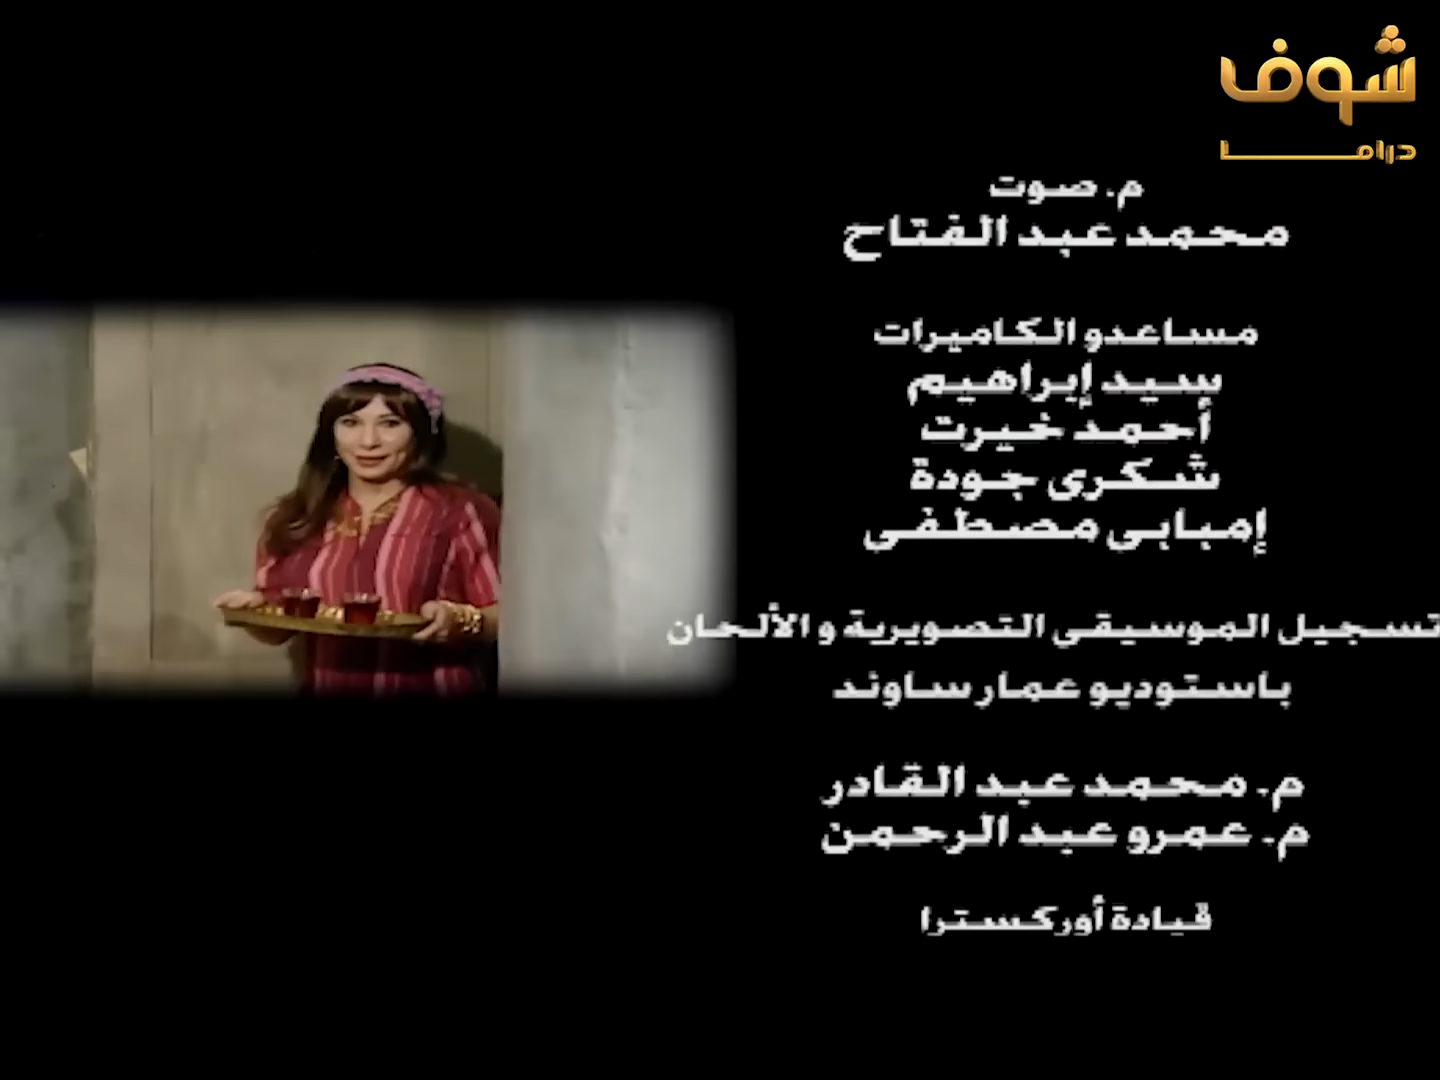 شوف
دراما
م. صوت
محمد عبد الفتاح
مساعدو الكاميرات
سيد إبراهيم
أحمد خيرت
شكرى جودة
إمبابى مصطفى
تسجيل الموسيقى التصويرية و الألحان
باستوديو عمار ساوند
م. محمد عبد القادر
م. عمرو عبد الرحمن
قيادة أوركسترا